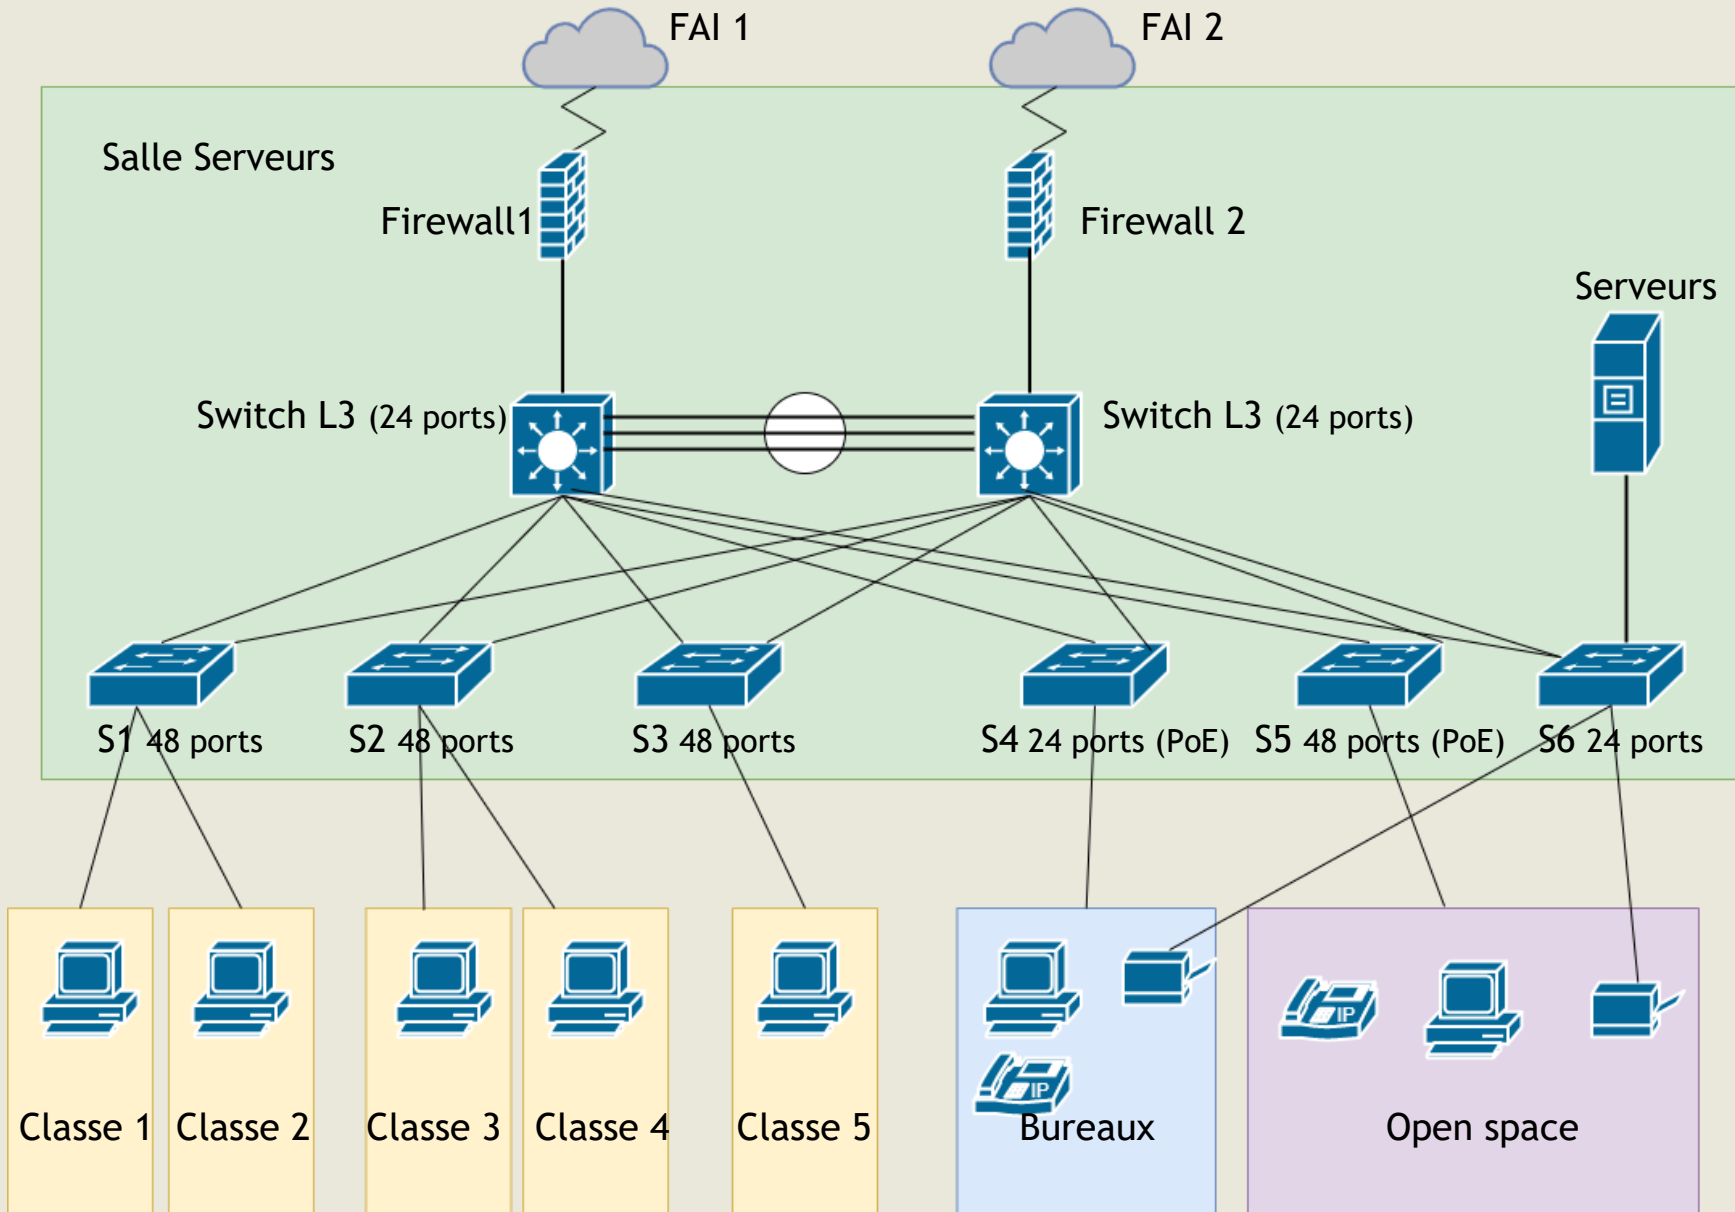 FAI 1
FAI 2
Salle Serveurs
Firewall1
Firewall 2
Serveurs
Switch L3 (24 ports)
Switch L3 (24 ports)
S1 48 ports
S2 48 ports
S3 48 ports
S4 24 ports (PoE)
S5 48 ports (PoE)
S6 24 ports
IP
IP
Classe 1
Classe 2
Classe 3
Classe 4
Classe 5
Bureaux
Open space